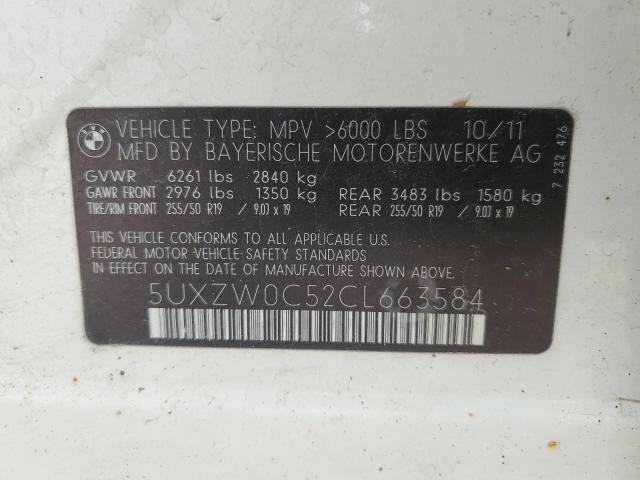 BMW
VEHICLE TYPE: MPV >6000 LBS 10/11
MFD BY BAYERISCHE MOTORENWERKE AG
GVWR 6261 lbs 2840 kg
GAWR FRONT 2976 lbs 1350 kg REAR 3483 lbs 1580 kg
TIRE/RIM FRONT 255/50 R19 / 9.0J x 19 REAR 255/50 R19 / 9.0J x 19
THIS VEHICLE CONFORMS TO ALL APPLICABLE U.S.
FEDERAL MOTOR VEHICLE SAFETY STANDARDS
IN EFFECT ON THE DATE OF MANUFACTURE SHOWN ABOVE.
5UXZW0C52CL663584
7 232 476